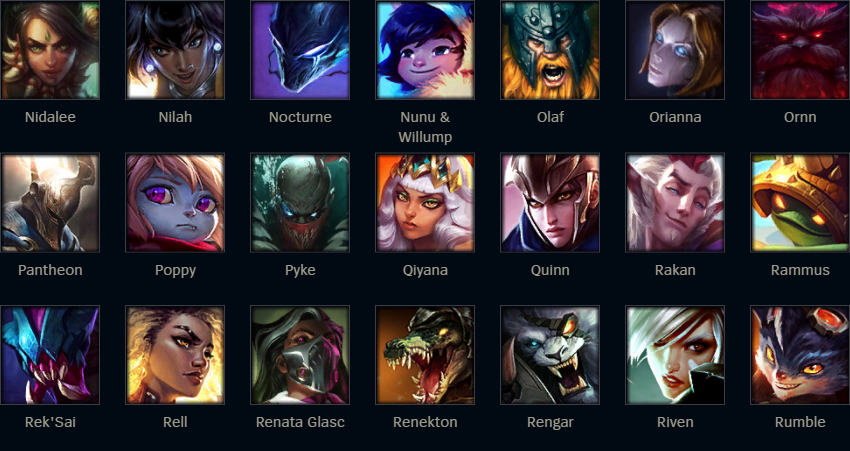 Nidalee
Nilah
Nocturne
Nunu &
Willump
Olaf
Orianna
Ornn
Pantheon
Poppy
Pyke
Qiyana
Quinn
Rakan
Rammus
Rek'Sai
Rell
Renata Glasc
Renekton
Rengar
Riven
Rumble